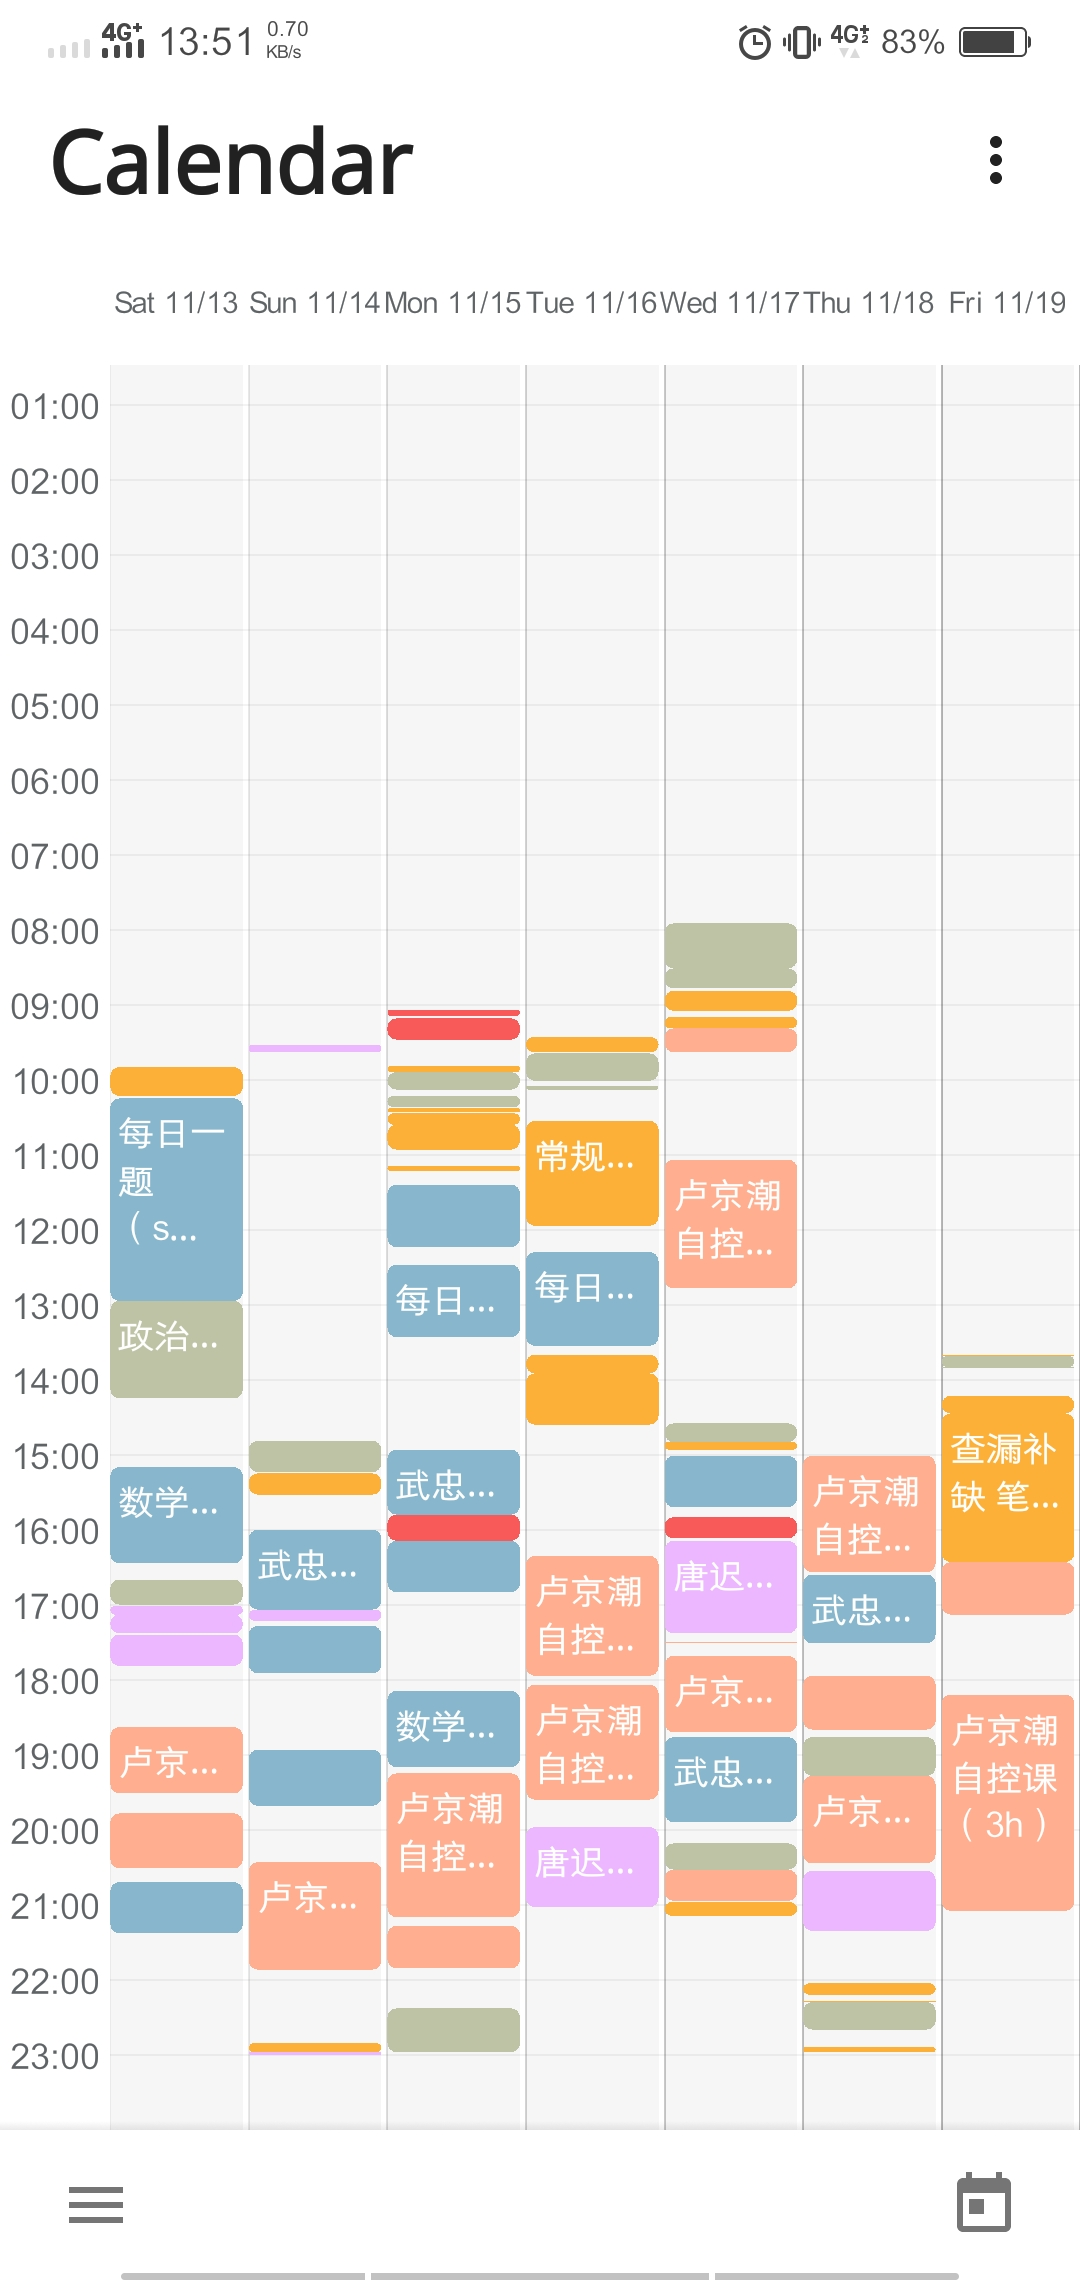 4G+ 13:51 0.70 KB/s 4G+2 83%
Calendar
Sat 11/13 Sun 11/14 Mon 11/15 Tue 11/16 Wed 11/17 Thu 11/18 Fri 11/19
01:00
02:00
03:00
04:00
05:00
06:00
07:00
08:00
09:00
10:00
11:00
12:00
13:00
14:00
15:00
16:00
17:00
18:00
19:00
20:00
21:00
22:00
23:00
每日一
题
（s...
政治...
数学...
卢京...
武忠...
卢京...
每日...
武忠...
数学...
卢京潮
自控...
常规...
每日...
卢京潮
自控...
卢京潮
自控...
唐迟...
卢京潮
自控...
唐迟...
卢京...
武忠...
卢京潮
自控...
武忠...
卢京...
查漏补
缺 笔...
卢京潮
自控课
（3h）